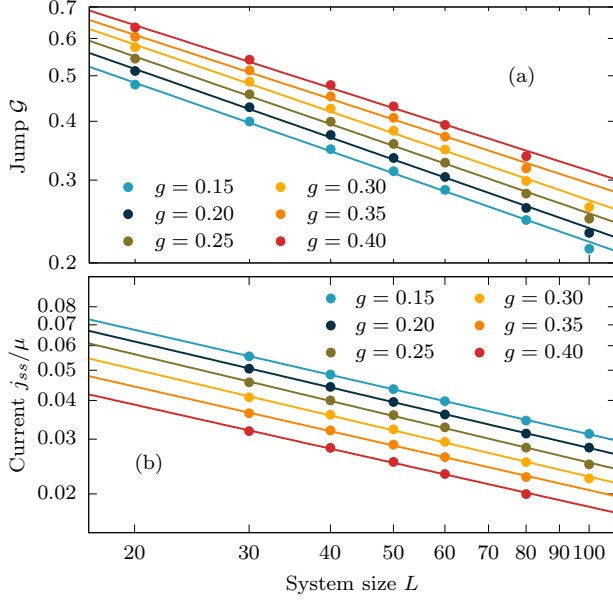 0.7
0.6
0.5
0.4
0.3
0.2
Jump 𝒢
(a)
g = 0.15
g = 0.20
g = 0.25
g = 0.30
g = 0.35
g = 0.40
0.08
0.07
0.06
0.05
0.04
0.03
0.02
Current j_{ss}/μ
(b)
g = 0.15
g = 0.20
g = 0.25
g = 0.30
g = 0.35
g = 0.40
20 30 40 50 60 70 80 90 100
System size L